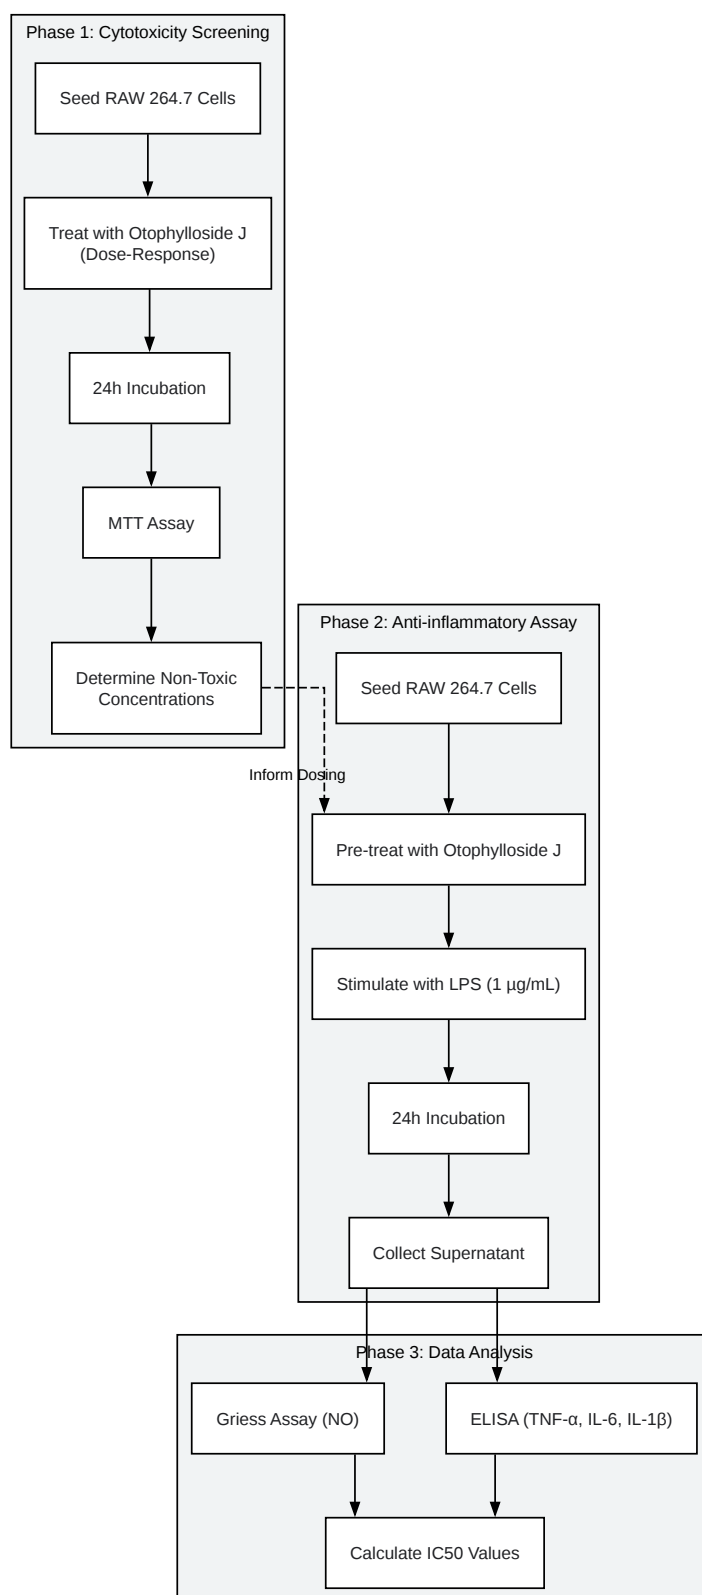 Phase 1: Cytotoxicity Screening
Seed RAW 264.7 Cells
Treat with Otophylloside J
(Dose-Response)
24h Incubation
MTT Assay
Determine Non-Toxic
Concentrations
Inform Dosing
Phase 2: Anti-inflammatory Assay
Seed RAW 264.7 Cells
Pre-treat with Otophylloside J
Stimulate with LPS (1 µg/mL)
24h Incubation
Collect Supernatant
Phase 3: Data Analysis
Griess Assay (NO)
ELISA (TNF-α, IL-6, IL-1β)
Calculate IC50 Values